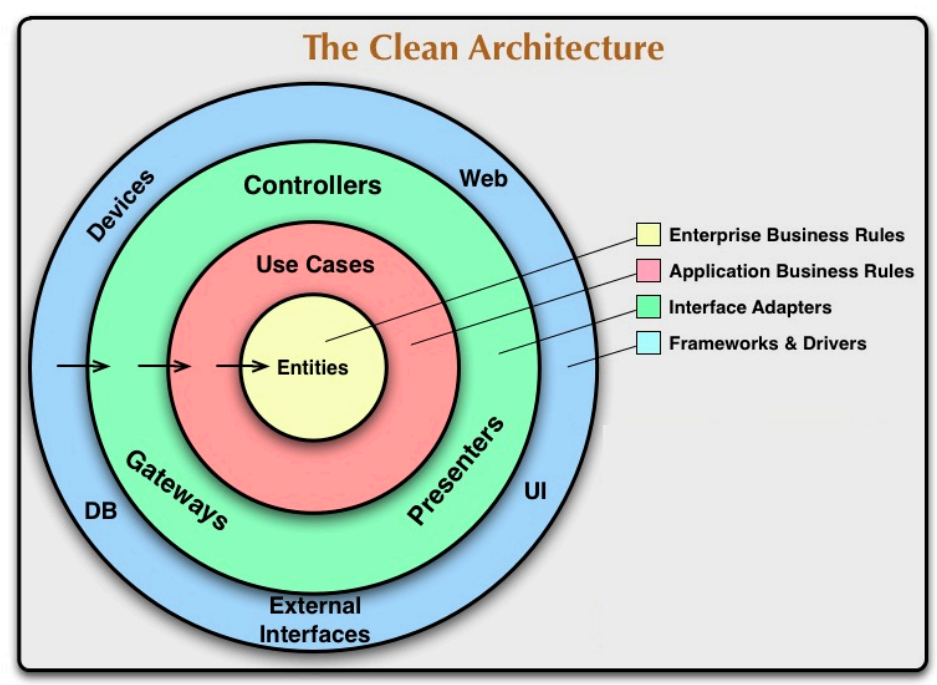 The Clean Architecture
Devices
Controllers
Web
Enterprise Business Rules
Application Business Rules
Interface Adapters
Frameworks & Drivers
Use Cases
Entities
Gateways
Presenters
DB
UI
External
Interfaces